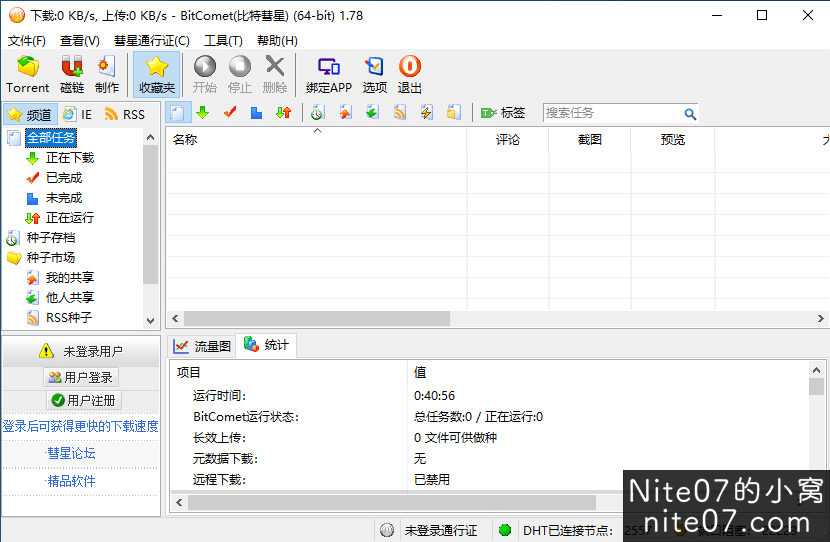 下载:0 KB/s, 上传:0 KB/s - BitComet(比特彗星) (64-bit) 1.78
文件(F) 查看(V) 彗星通行证(C) 工具(T) 帮助(H)
Torrent 磁链 制作 收藏夹 开始 停止 删除 绑定APP 选项 退出
频道 IE RSS 标签 搜索任务
全部任务
正在下载
已完成
未完成
正在运行
种子存档
种子市场
我的共享
他人共享
RSS种子
名称 评论 截图 预览
未登录用户
用户登录
用户注册
登录后可获得更快的下载速度
·彗星论坛
·精品软件
流量图 统计
项目 值
运行时间: 0:40:56
BitComet运行状态: 总任务数:0 / 正在运行:0
长效上传: 0 文件可供做种
元数据下载: 无
远程下载: 已禁用
未登录通行证 DHT已连接节点:
Nite07的小窝
nite07.com